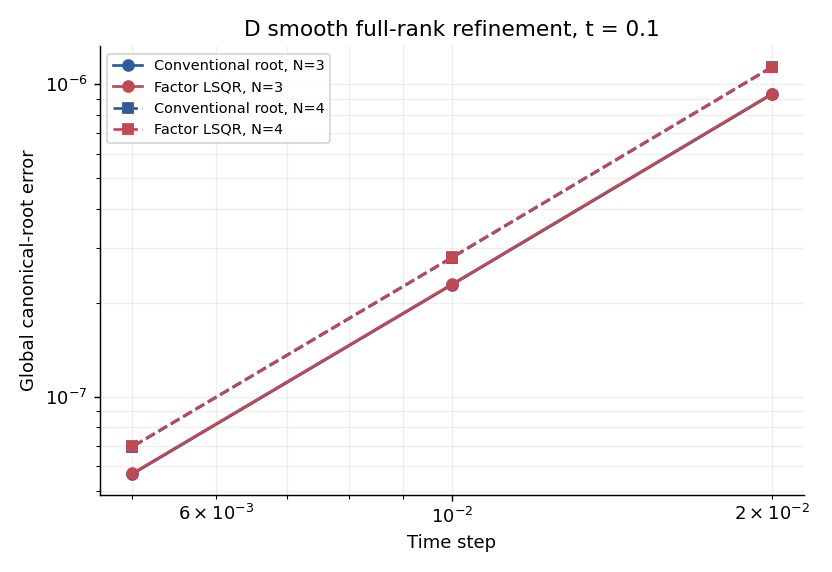 D smooth full-rank refinement, t = 0.1
Conventional root, N=3
Factor LSQR, N=3
Conventional root, N=4
Factor LSQR, N=4
Global canonical-root error
10⁻⁶
10⁻⁷
6 × 10⁻³
10⁻²
2 × 10⁻²
Time step